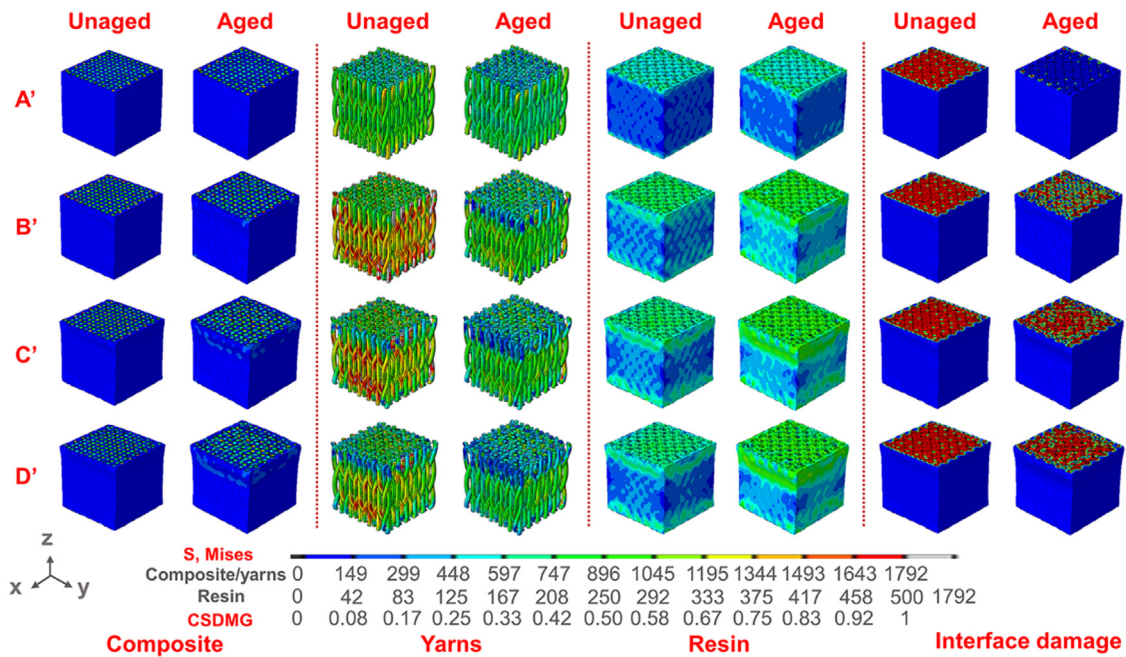 Unaged Aged Unaged Aged Unaged Aged Unaged Aged
A'
B'
C'
D'
z
x y
S, Mises
Composite/yarns 0 149 299 448 597 747 896 1045 1195 1344 1493 1643 1792
Resin 0 42 83 125 167 208 250 292 333 375 417 458 500 1792
CSDMG 0 0.08 0.17 0.25 0.33 0.42 0.50 0.58 0.67 0.75 0.83 0.92 1
Composite Yarns Resin Interface damage